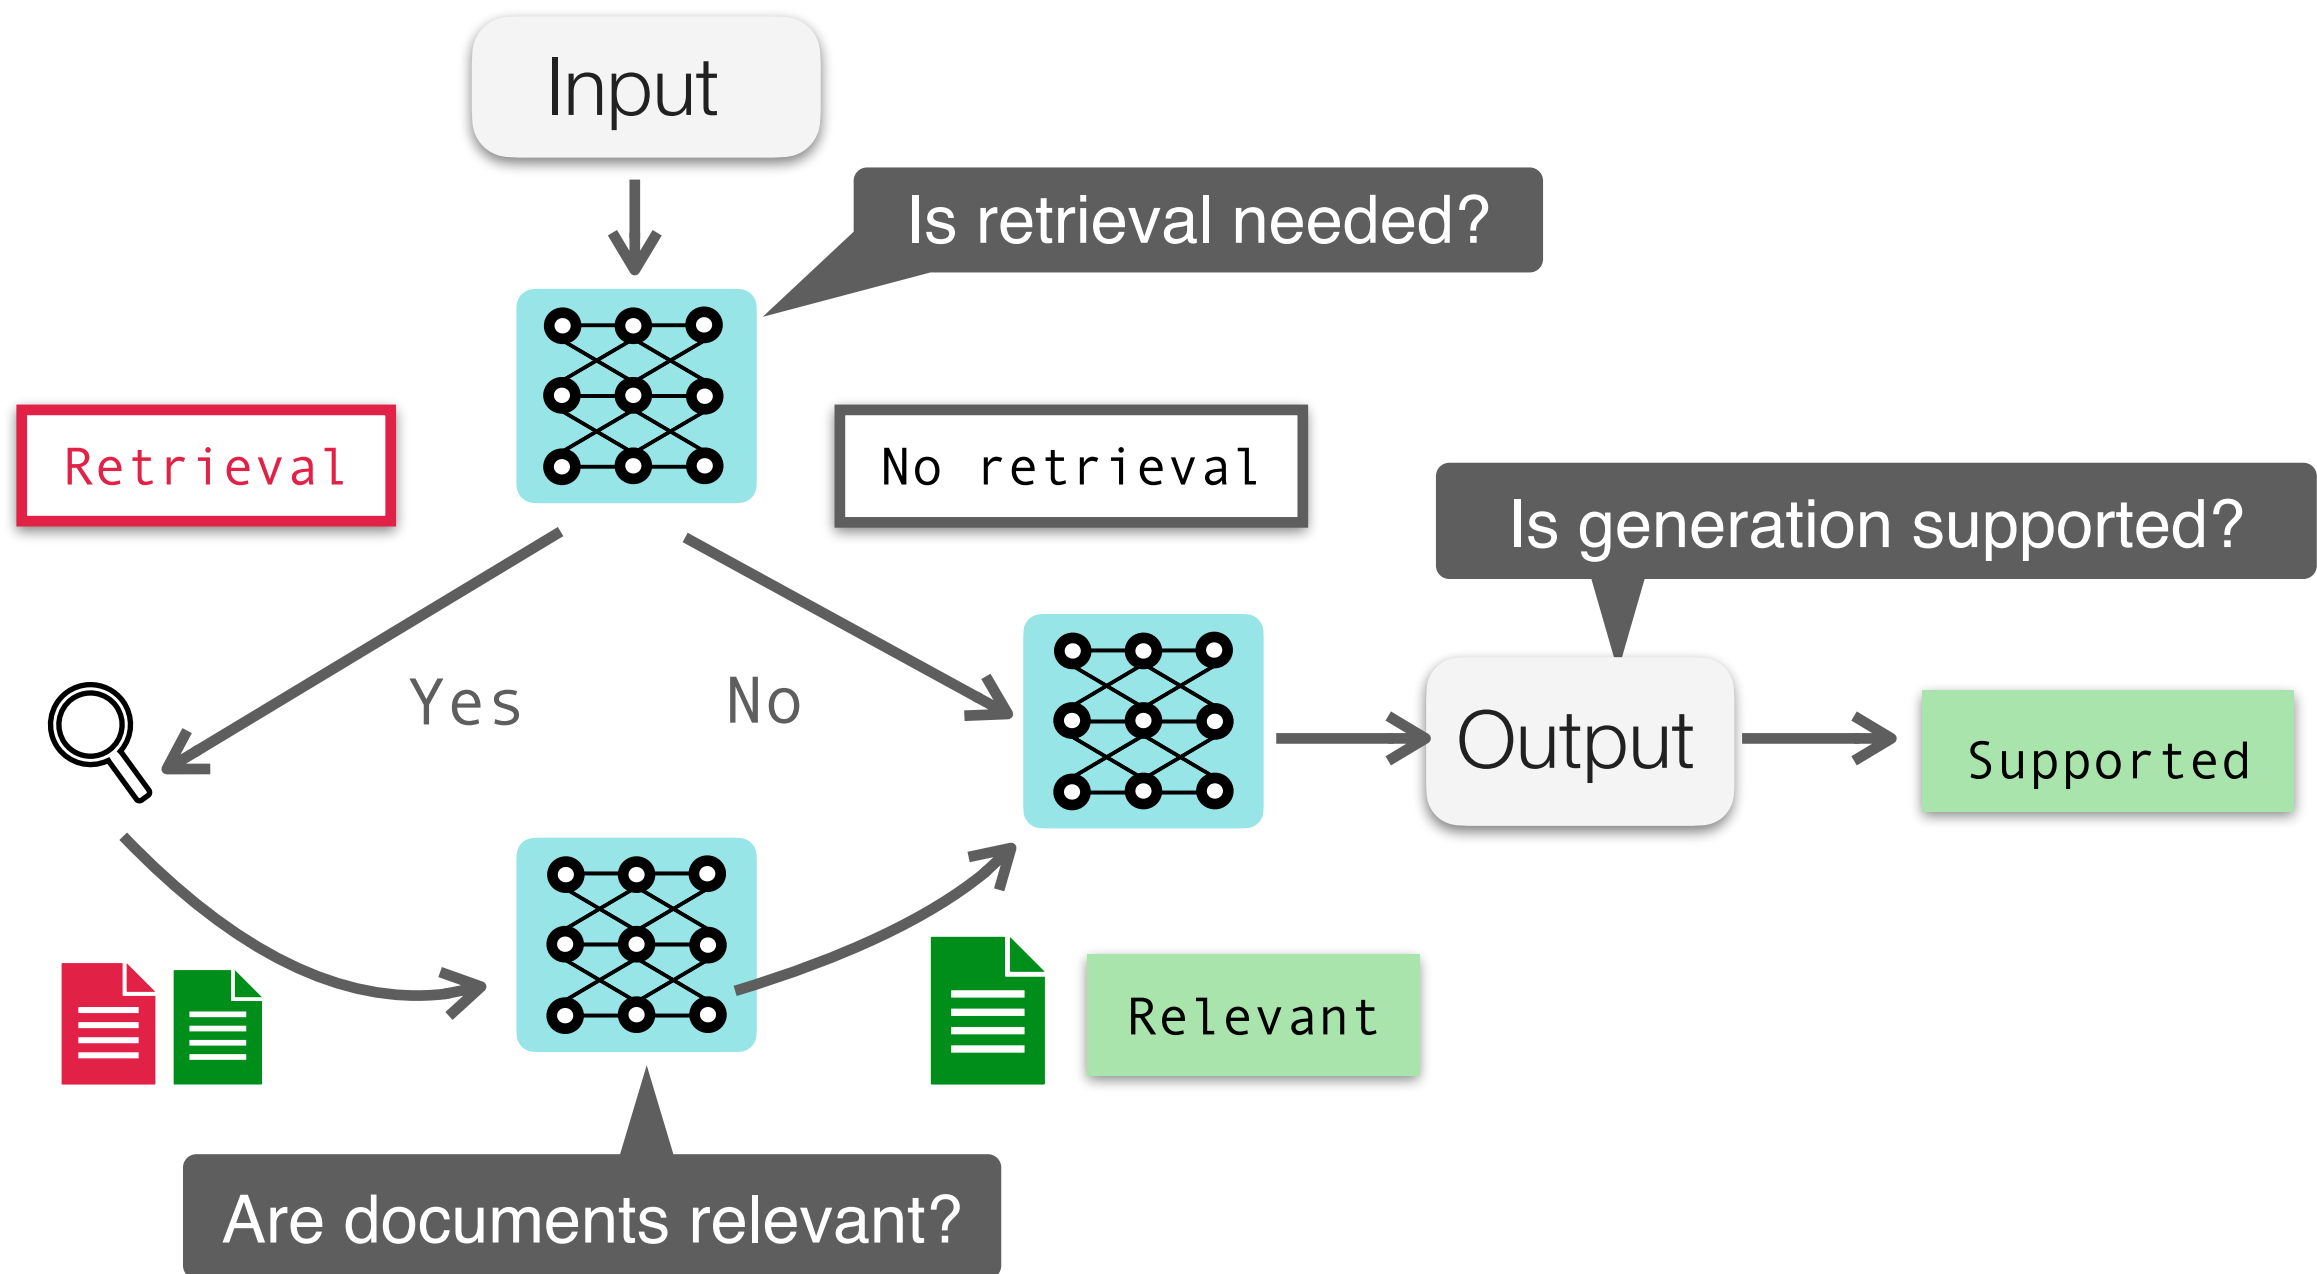 Input
Is retrieval needed?
Retrieval
No retrieval
Is generation supported?
Yes
No
Output
Supported
Relevant
Are documents relevant?